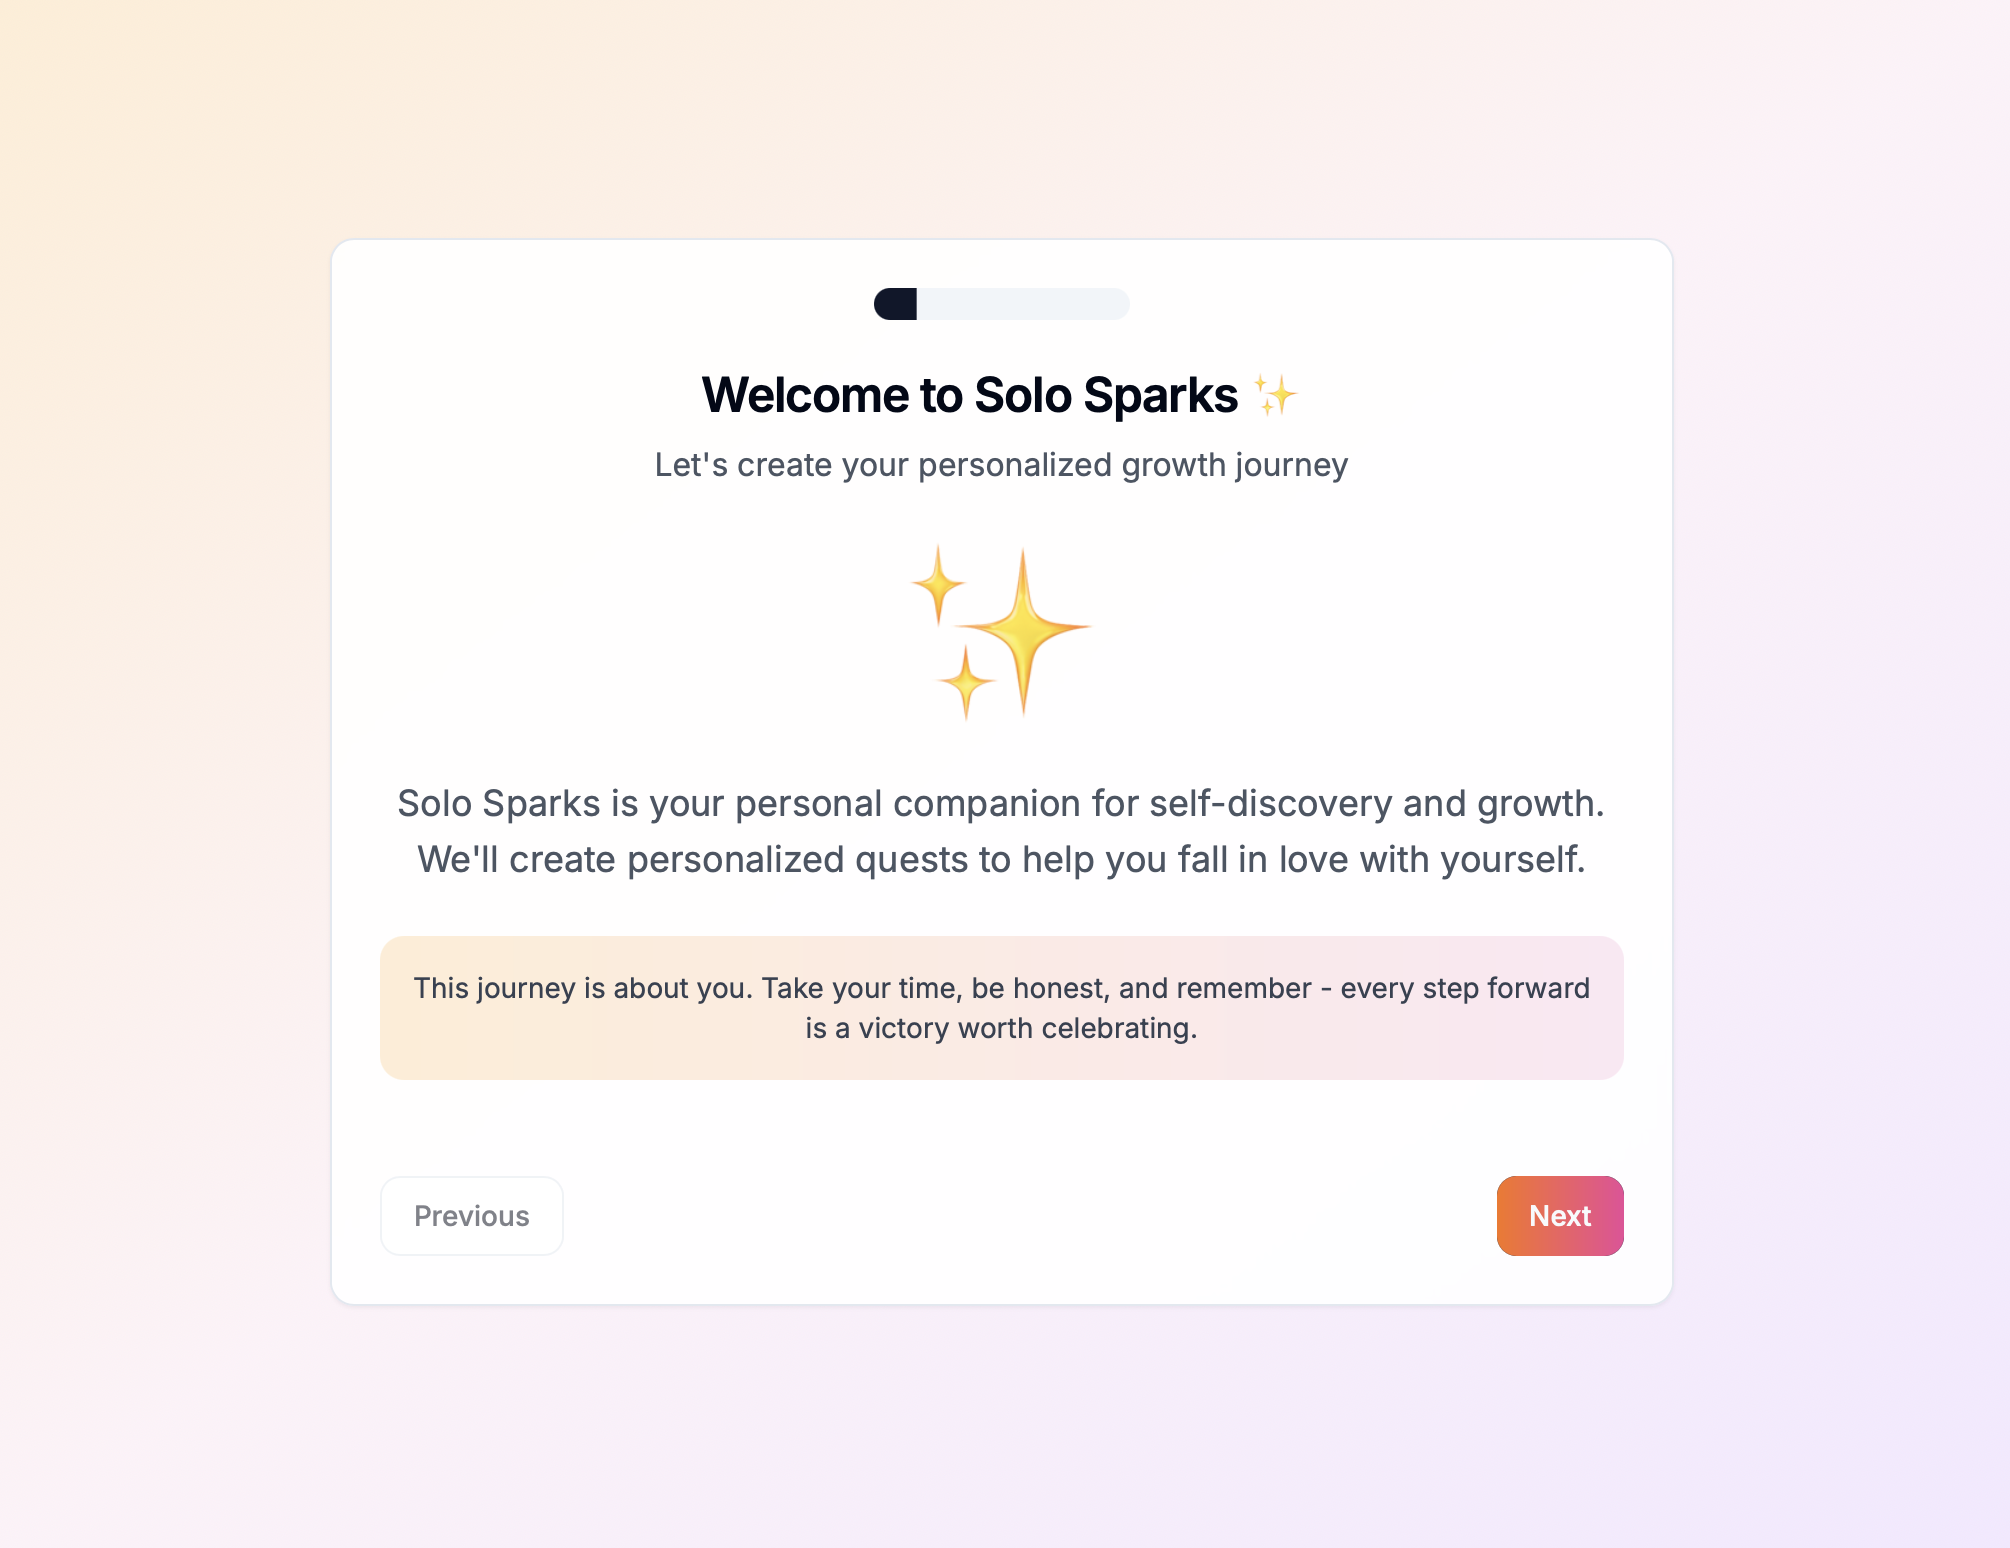 Welcome to Solo Sparks ✨
Let's create your personalized growth journey
Solo Sparks is your personal companion for self-discovery and growth.
We'll create personalized quests to help you fall in love with yourself.
This journey is about you. Take your time, be honest, and remember - every step forward
is a victory worth celebrating.
Previous
Next